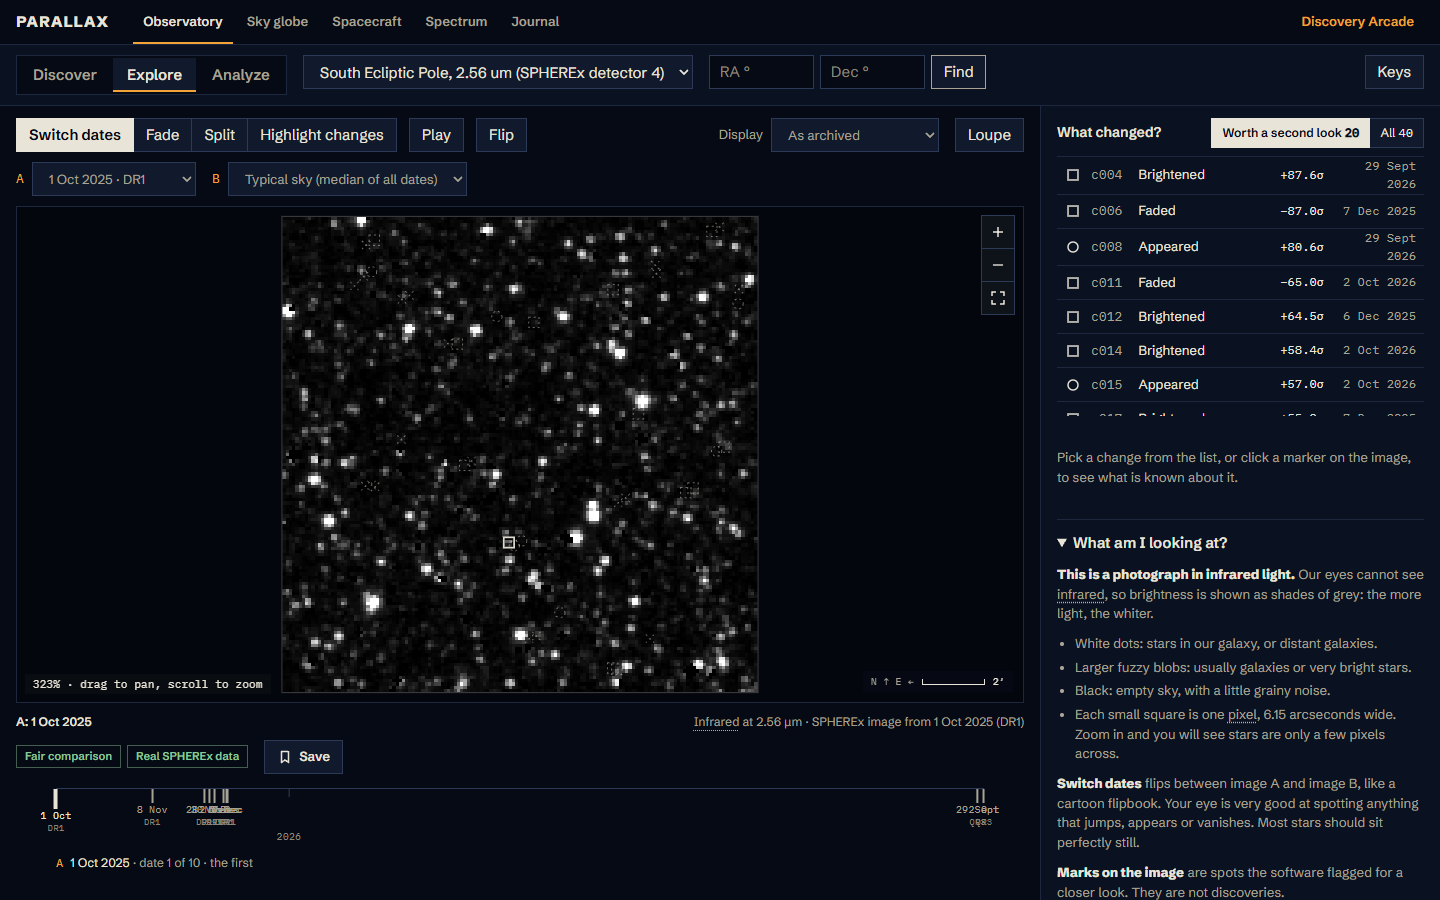 PARALLAX Observatory Sky globe Spacecraft Spectrum Journal Discovery Arcade
Discover Explore Analyze South Ecliptic Pole, 2.56 um (SPHEREx detector 4) RA ° Dec ° Find Keys
Switch dates Fade Split Highlight changes Play Flip Display As archived Loupe
A 1 Oct 2025 · DR1 B Typical sky (median of all dates)
323% · drag to pan, scroll to zoom
N ↑ E ← 2′
A: 1 Oct 2025
Infrared at 2.56 µm · SPHEREx image from 1 Oct 2025 (DR1)
Fair comparison Real SPHEREx data Save
1 Oct 8 Nov
DR1 DR1
2026
A 1 Oct 2025 · date 1 of 10 · the first
What changed? Worth a second look 20 All 40
c004 Brightened +87.6σ 29 Sept
2026
c006 Faded −87.0σ 7 Dec 2025
c008 Appeared +80.6σ 29 Sept
2026
c011 Faded −65.0σ 2 Oct 2026
c012 Brightened +64.5σ 6 Dec 2025
c014 Brightened +58.4σ 2 Oct 2026
c015 Appeared +57.0σ 2 Oct 2026
Pick a change from the list, or click a marker on the image,
to see what is known about it.
▼ What am I looking at?
This is a photograph in infrared light. Our eyes cannot see
infrared, so brightness is shown as shades of grey: the more
light, the whiter.
• White dots: stars in our galaxy, or distant galaxies.
• Larger fuzzy blobs: usually galaxies or very bright stars.
• Black: empty sky, with a little grainy noise.
• Each small square is one pixel, 6.15 arcseconds wide.
Zoom in and you will see stars are only a few pixels
across.
Switch dates flips between image A and image B, like a
cartoon flipbook. Your eye is very good at spotting anything
that jumps, appears or vanishes. Most stars should sit
perfectly still.
Marks on the image are spots the software flagged for a
closer look. They are not discoveries.